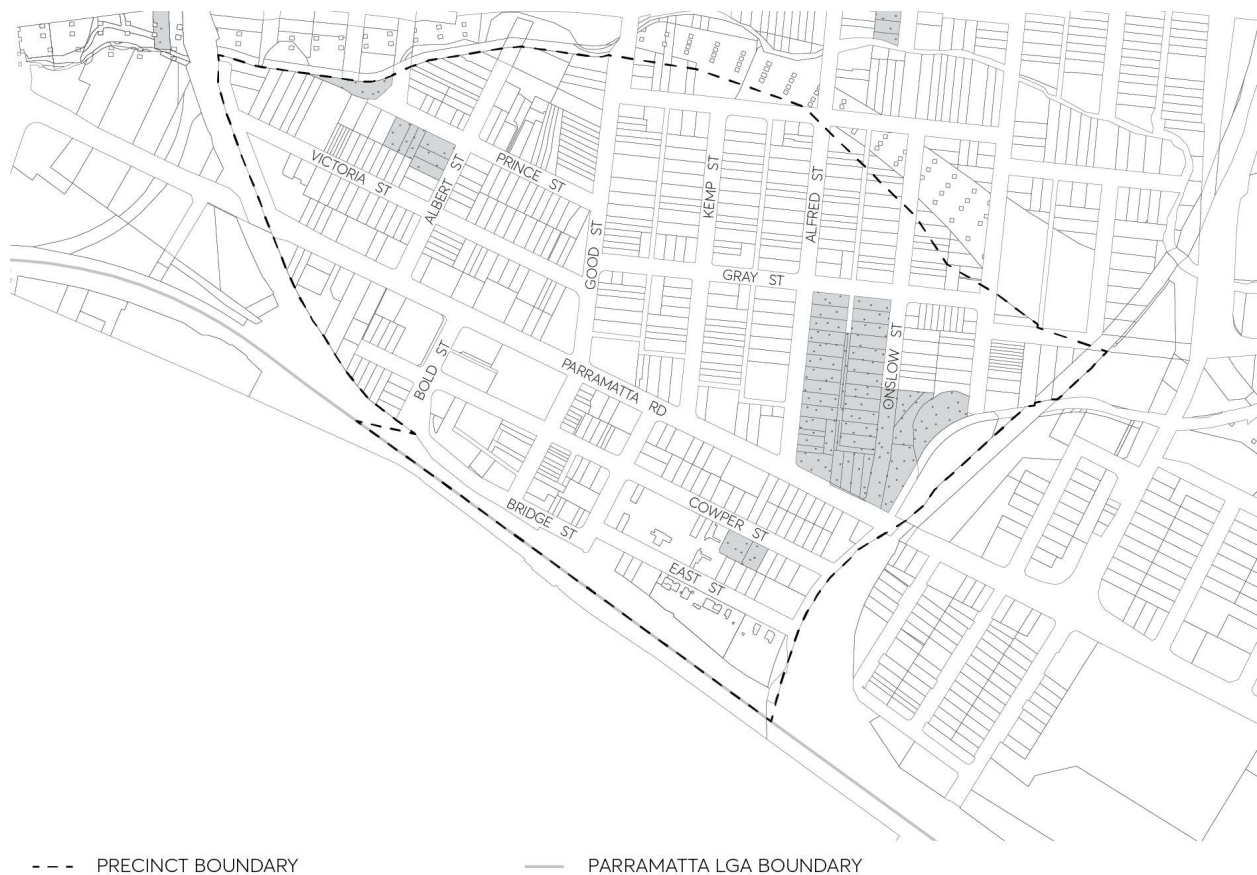 VICTORIA ST
ALBERT ST
PRINCE ST
GOOD ST
KEMP ST
ALFRED ST
GRAY ST
ONSLOW ST
BOLD ST
PARRAMATTA RD
COWPER ST
BRIDGE ST
EAST ST
PRECINCT BOUNDARY
PARRAMATTA LGA BOUNDARY